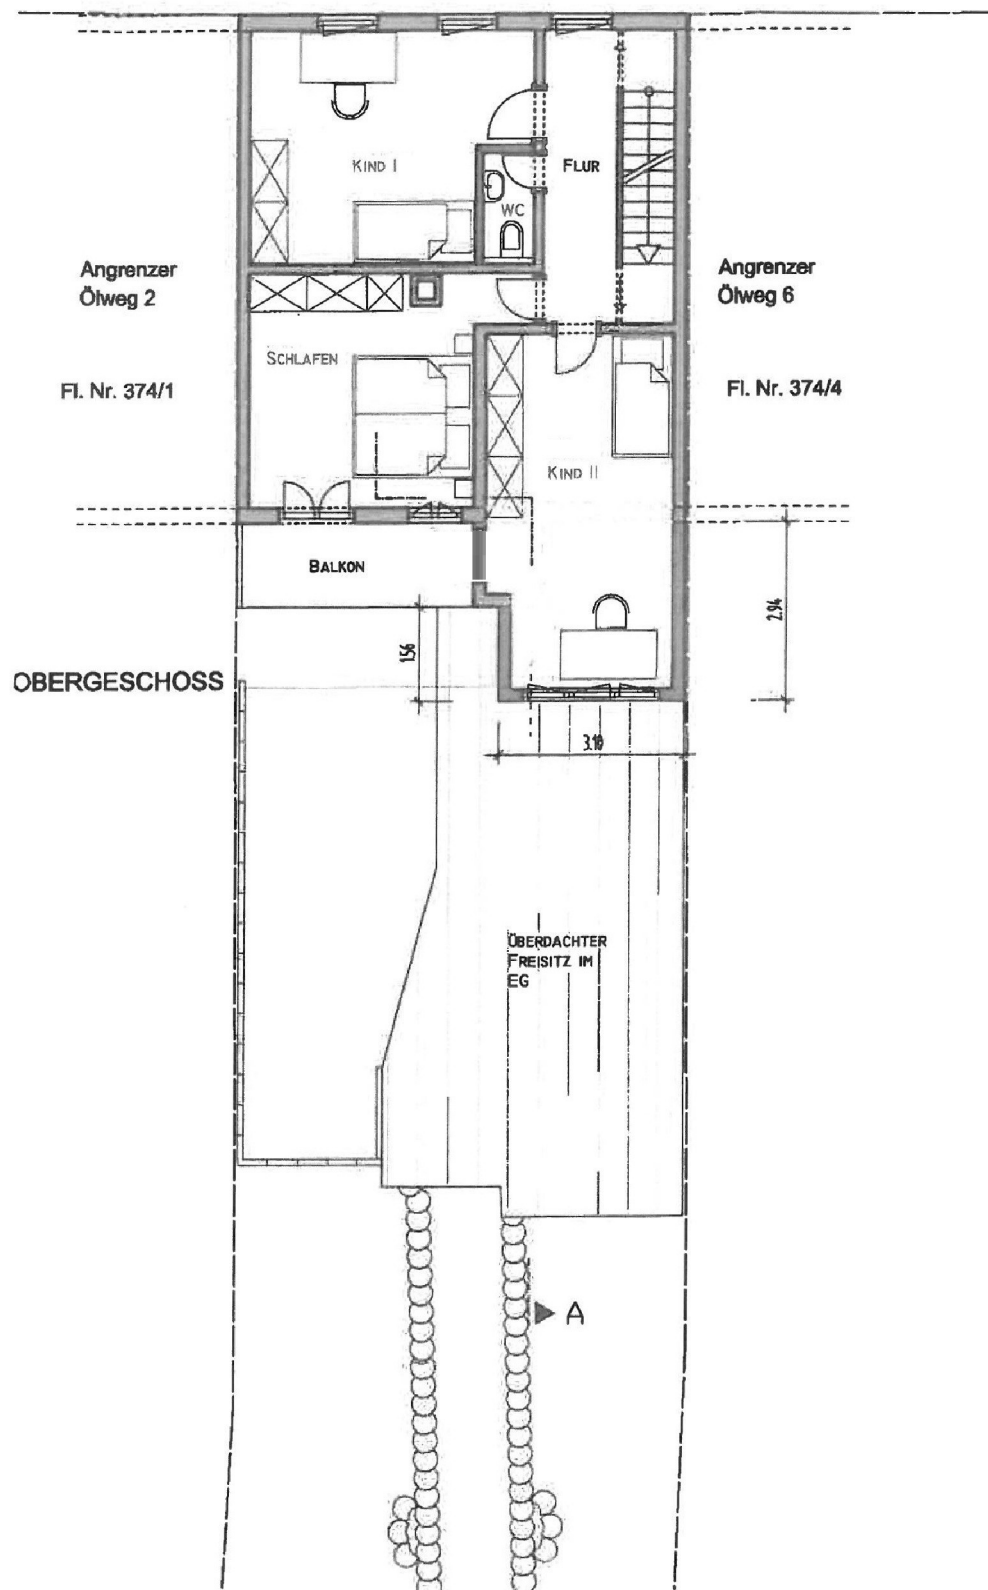 KIND I
FLUR
WC
Angrenzer
Ölweg 2
Angrenzer
Ölweg 6
SCHLAFEN
Fl. Nr. 374/1
Fl. Nr. 374/4
KIND II
BALKON
2.94
1.56
OBERGESCHOSS
3.10
ÜBERDACHTER
FREISITZ IM
EG
A